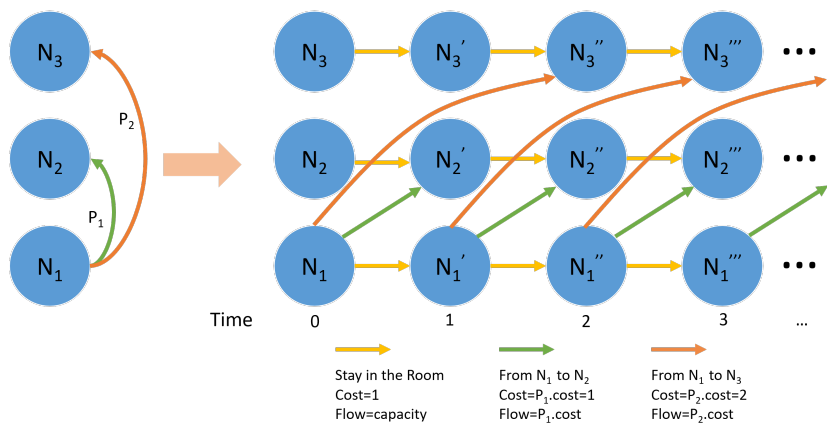 N3 N3 N3′ N3′′ N3′′′ ...
P2
N2 N2 N2′ N2′′ N2′′′ ...
P1
N1 N1 N1′ N1′′ N1′′′ ...
Time 0 1 2 3 ...
Stay in the Room
Cost=1
Flow=capacity
From N1 to N2
Cost=P1.cost=1
Flow=P1.cost
From N1 to N3
Cost=P2.cost=2
Flow=P2.cost